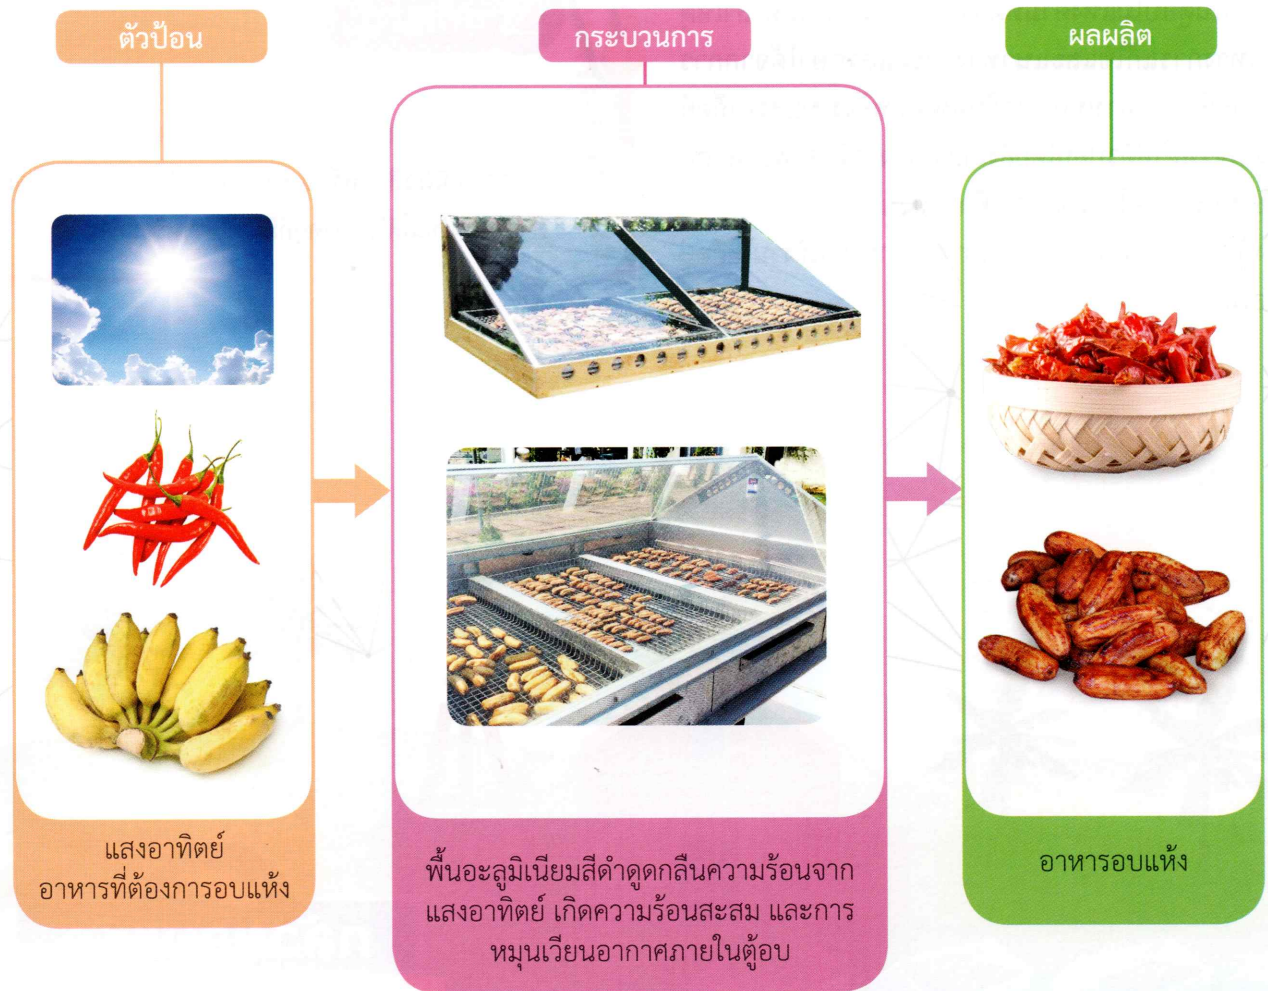 ตัวป้อน
กระบวนการ
ผลผลิต
แสงอาทิตย์
อาหารที่ต้องการอบแห้ง
พื้นอะลูมิเนียมสีดำดูดกลืนความร้อนจาก
แสงอาทิตย์ เกิดความร้อนสะสม และการ
หมุนเวียนอากาศภายในตู้อบ
อาหารอบแห้ง